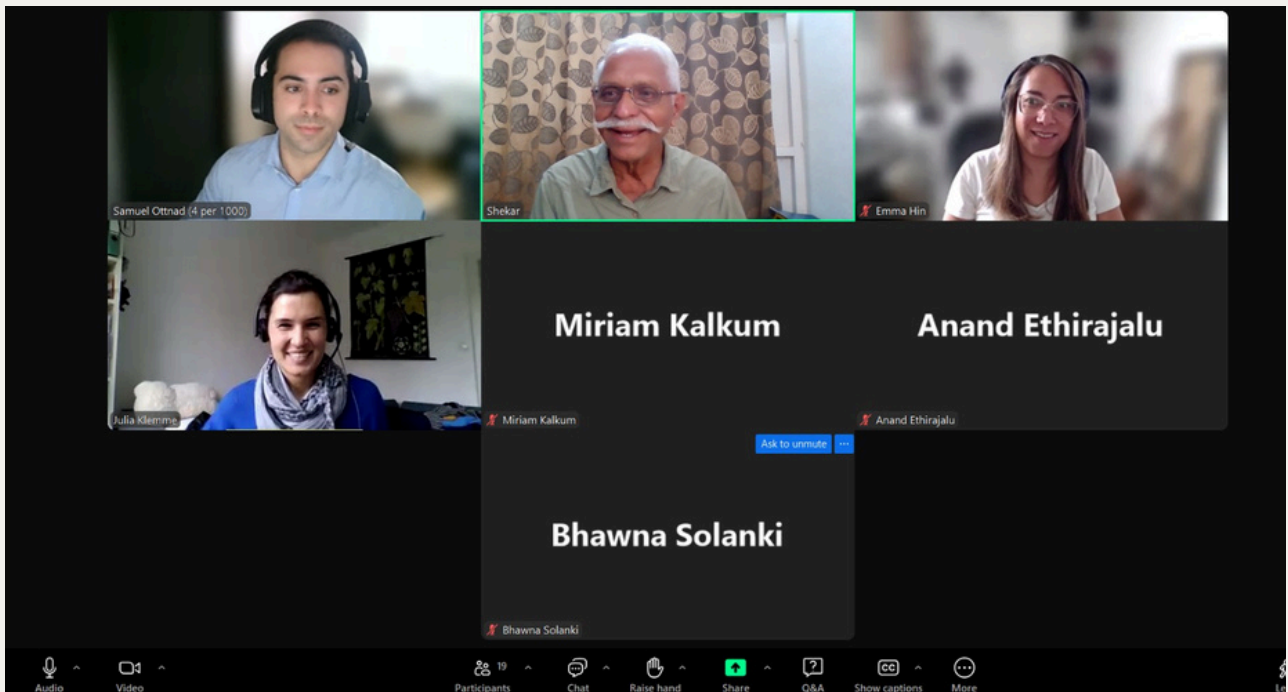 Samuel Ottnad (4 per 1000)
Shekar
Emma Hin
Julia Klemme
Miriam Kalkum
Miriam Kalkum
Anand Ethirajalu
Anand Ethirajalu
Ask to unmute
Bhawna Solanki
Bhawna Solanki
19
CC
Audio
Video
Participants
Chat
Raise hand
Share
Q&A
Show captions
More